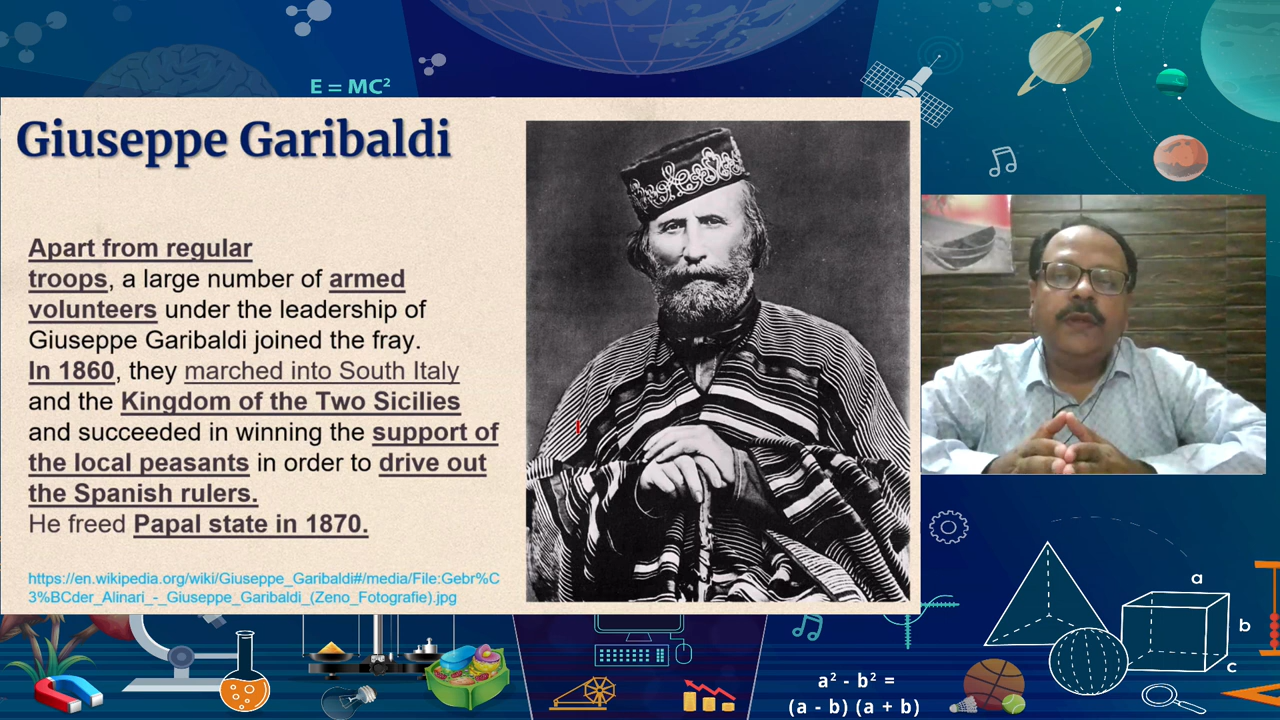 E = MC²
Giuseppe Garibaldi
Apart from regular
troops, a large number of armed
volunteers under the leadership of
Giuseppe Garibaldi joined the fray.
In 1860, they marched into South Italy
and the Kingdom of the Two Sicilies
and succeeded in winning the support of
the local peasants in order to drive out
the Spanish rulers.
He freed Papal state in 1870.
https://en.wikipedia.org/wiki/Giuseppe_Garibaldi#/media/File:Gebr%C
3%BCder_Alinari_-_Giuseppe_Garibaldi_(Zeno_Fotografie).jpg
a
b
c
a² - b² =
(a - b) (a + b)